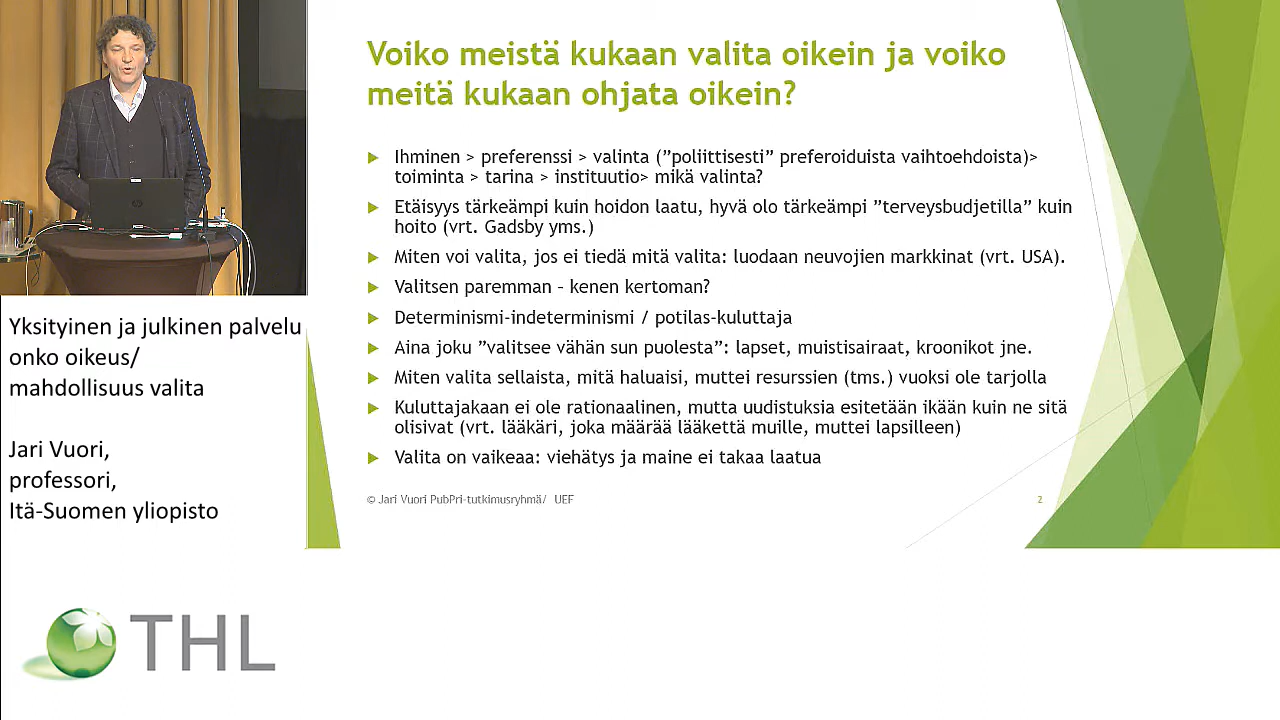 Voiko meistä kukaan valita oikein ja voiko
meitä kukaan ohjata oikein?
Ihminen > preferenssi > valinta (”poliittisesti” preferoiduista vaihtoehdoista)>
toiminta > tarina > instituutio> mikä valinta?
Etäisyys tärkeämpi kuin hoidon laatu, hyvä olo tärkeämpi ”terveysbudjetilla” kuin
hoito (vrt. Gadsby yms.)
Miten voi valita, jos ei tiedä mitä valita: luodaan neuvojien markkinat (vrt. USA).
Valitsen paremman – kenen kertoman?
Determinismi-indeterminismi / potilas-kuluttaja
Aina joku ”valitsee vähän sun puolesta”: lapset, muistisairaat, kroonikot jne.
Miten valita sellaista, mitä haluaisi, muttei resurssien (tms.) vuoksi ole tarjolla
Kuluttajakaan ei ole rationaalinen, mutta uudistuksia esitetään ikään kuin ne sitä
olisivat (vrt. lääkäri, joka määrää lääkettä muille, muttei lapsilleen)
Valita on vaikeaa: viehätys ja maine ei takaa laatua
© Jari Vuori PubPri-tutkimusryhmä/ UEF
2
Yksityinen ja julkinen palvelu
onko oikeus/
mahdollisuus valita
Jari Vuori,
professori,
Itä-Suomen yliopisto
THL